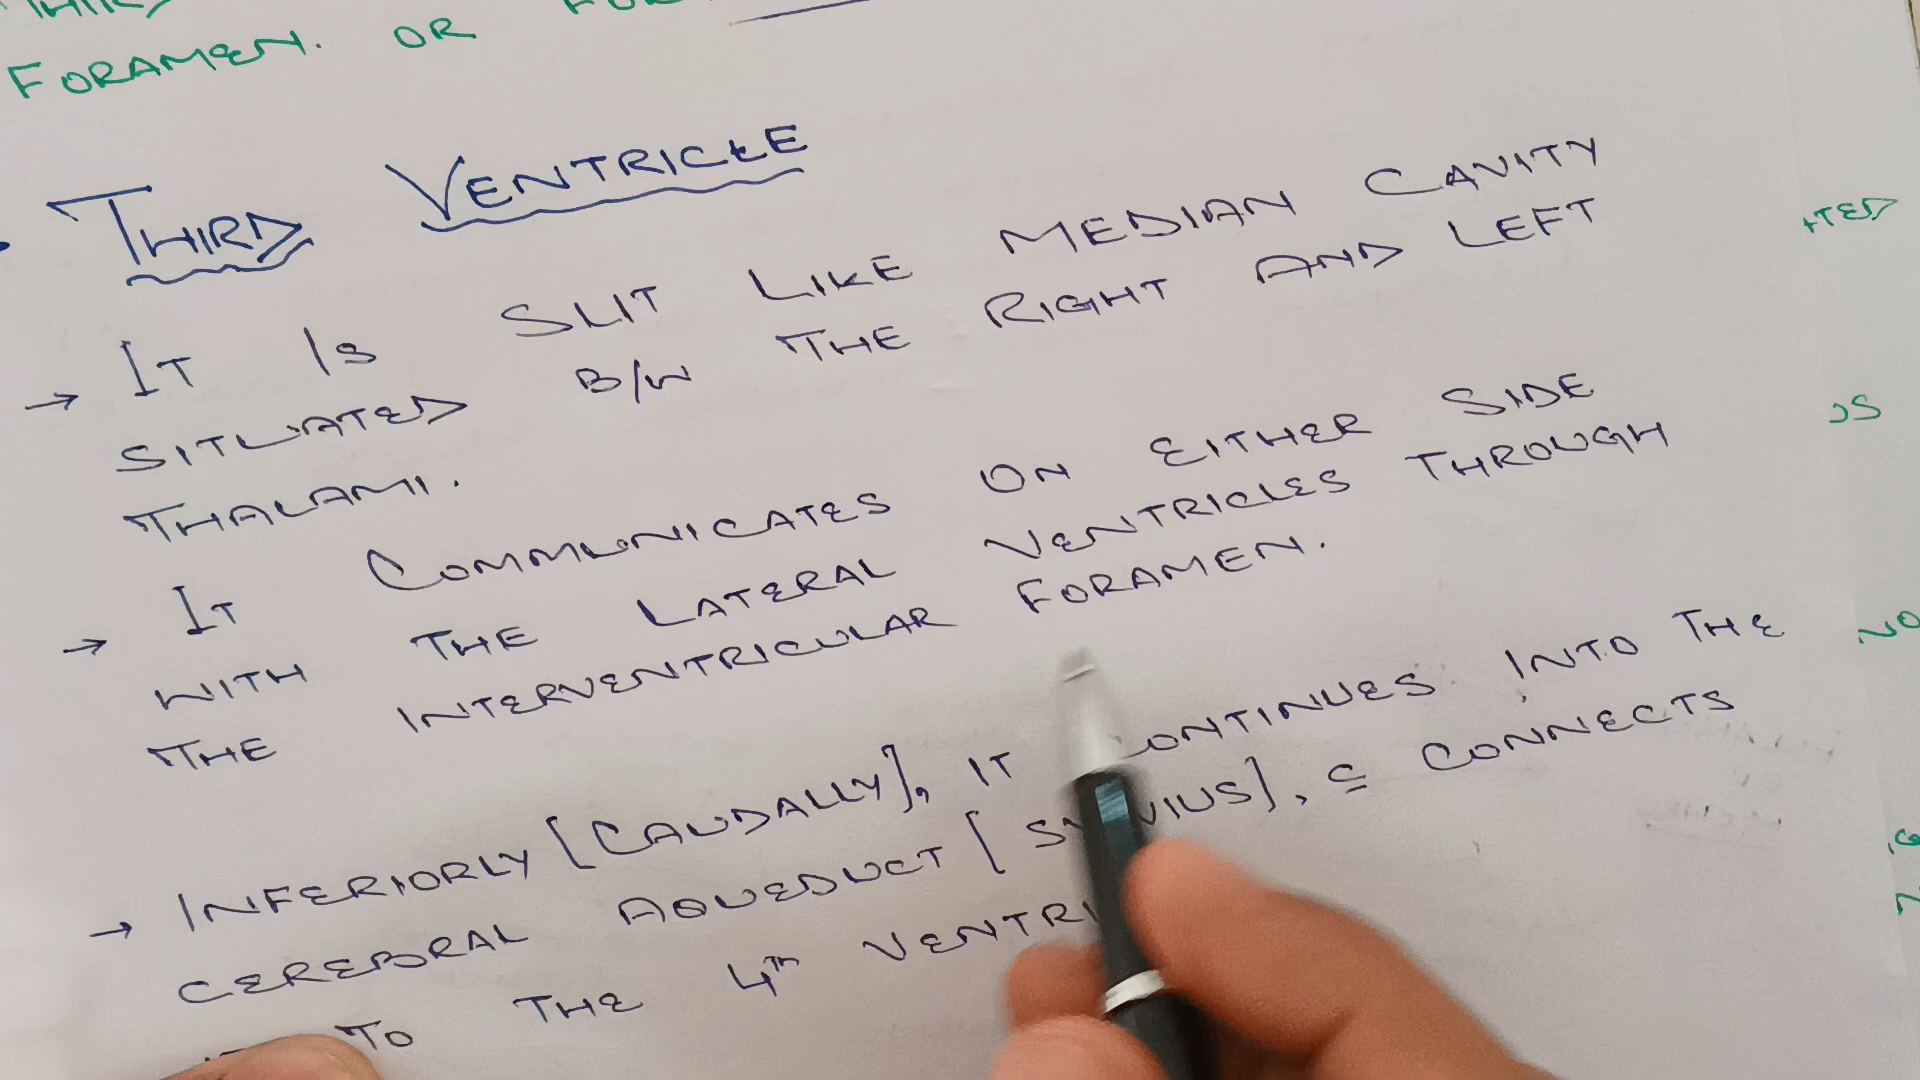 FORAMEN. OR
THIRD VENTRICLE
→ IT IS SLIT LIKE MEDIAN CAVITY
SITUATED B/W THE RIGHT AND LEFT
THALAMI.
→ IT COMMUNICATES ON EITHER SIDE
WITH THE LATERAL VENTRICLES THROUGH
THE INTERVENTRICULAR FORAMEN.
→ INFERIORLY [CAUDALLY], IT CONTINUES INTO THE
CEREBRAL AQUEDUCT [SYLVIUS], C CONNECTS
TO THE 4TH